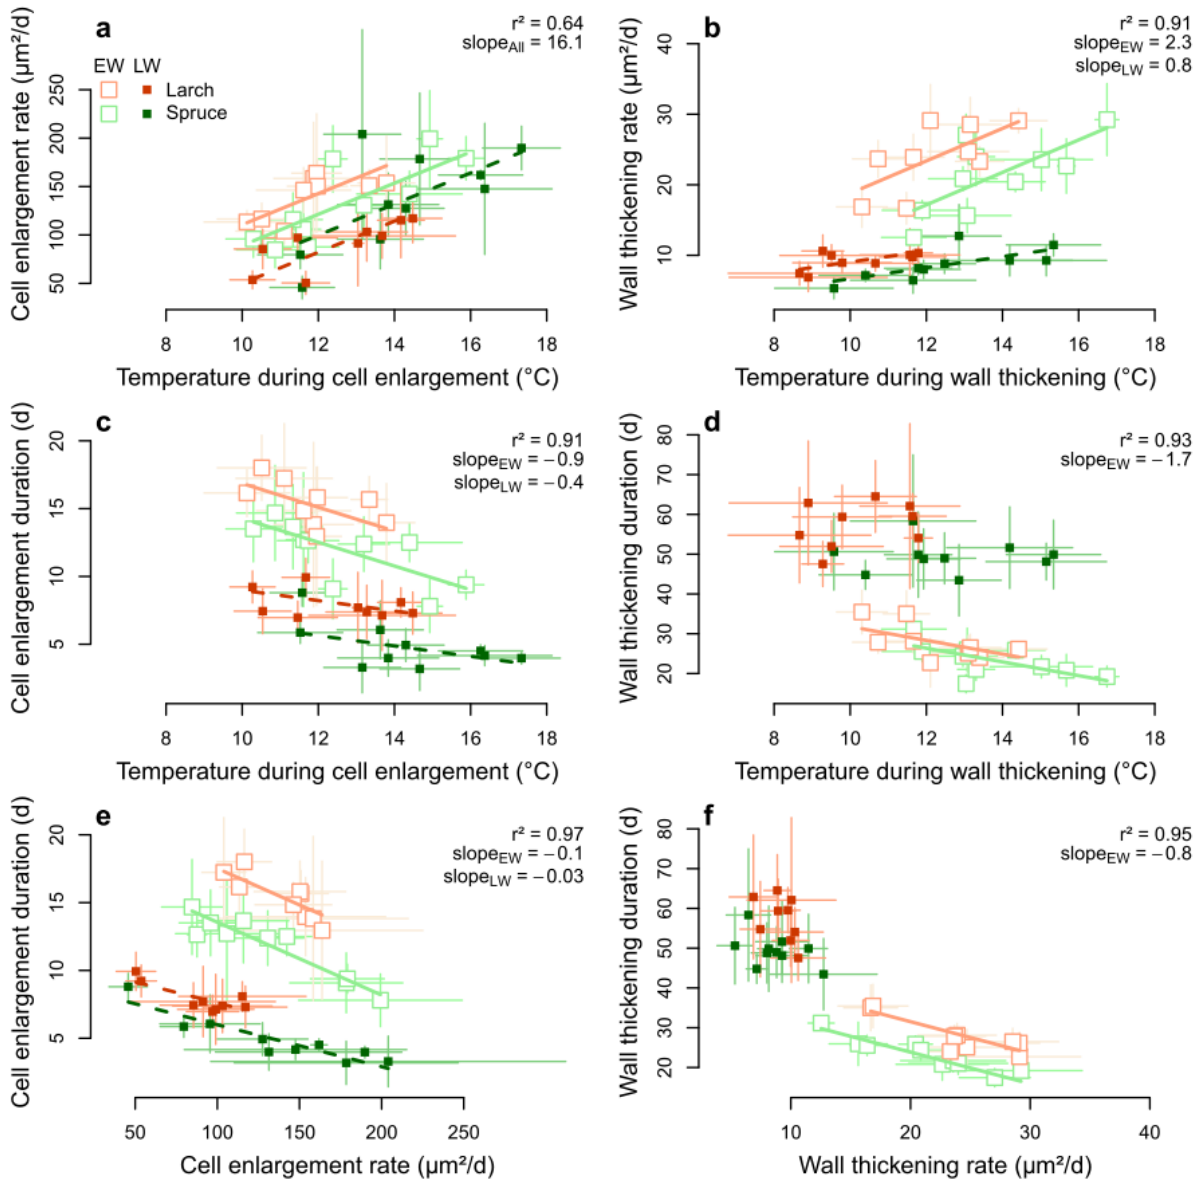 a
r² = 0.64
slopeAll = 16.1
EW LW
Larch
Spruce
Cell enlargement rate (µm²/d)
50 100 150 200 250
8 10 12 14 16 18
Temperature during cell enlargement (°C)
b
r² = 0.91
slopeEW = 2.3
slopeLW = 0.8
Wall thickening rate (µm²/d)
10 20 30 40
8 10 12 14 16 18
Temperature during wall thickening (°C)
c
r² = 0.91
slopeEW = −0.9
slopeLW = −0.4
Cell enlargement duration (d)
5 10 15 20
8 10 12 14 16 18
Temperature during cell enlargement (°C)
d
r² = 0.93
slopeEW = −1.7
Wall thickening duration (d)
20 30 40 50 60 70 80
8 10 12 14 16 18
Temperature during wall thickening (°C)
e
r² = 0.97
slopeEW = −0.1
slopeLW = −0.03
Cell enlargement duration (d)
5 10 15 20
50 100 150 200 250
Cell enlargement rate (µm²/d)
f
r² = 0.95
slopeEW = −0.8
Wall thickening duration (d)
20 30 40 50 60 70 80
10 20 30 40
Wall thickening rate (µm²/d)